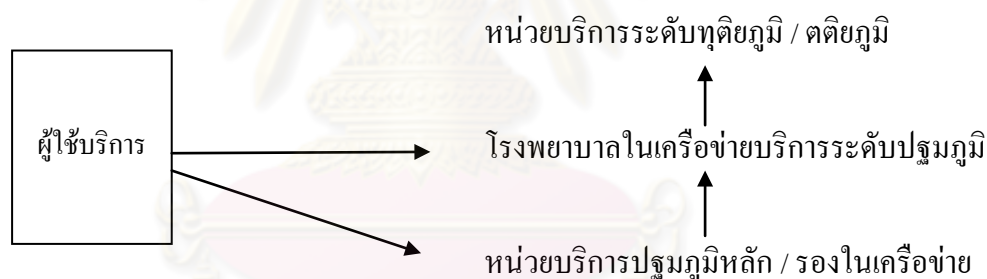 หน่วยบริการระดับทุติยภูมิ / ตติยภูมิ
ผู้ใช้บริการ
โรงพยาบาลในเครือข่ายบริการระดับปฐมภูมิ
หน่วยบริการปฐมภูมิหลัก / รองในเครือข่าย